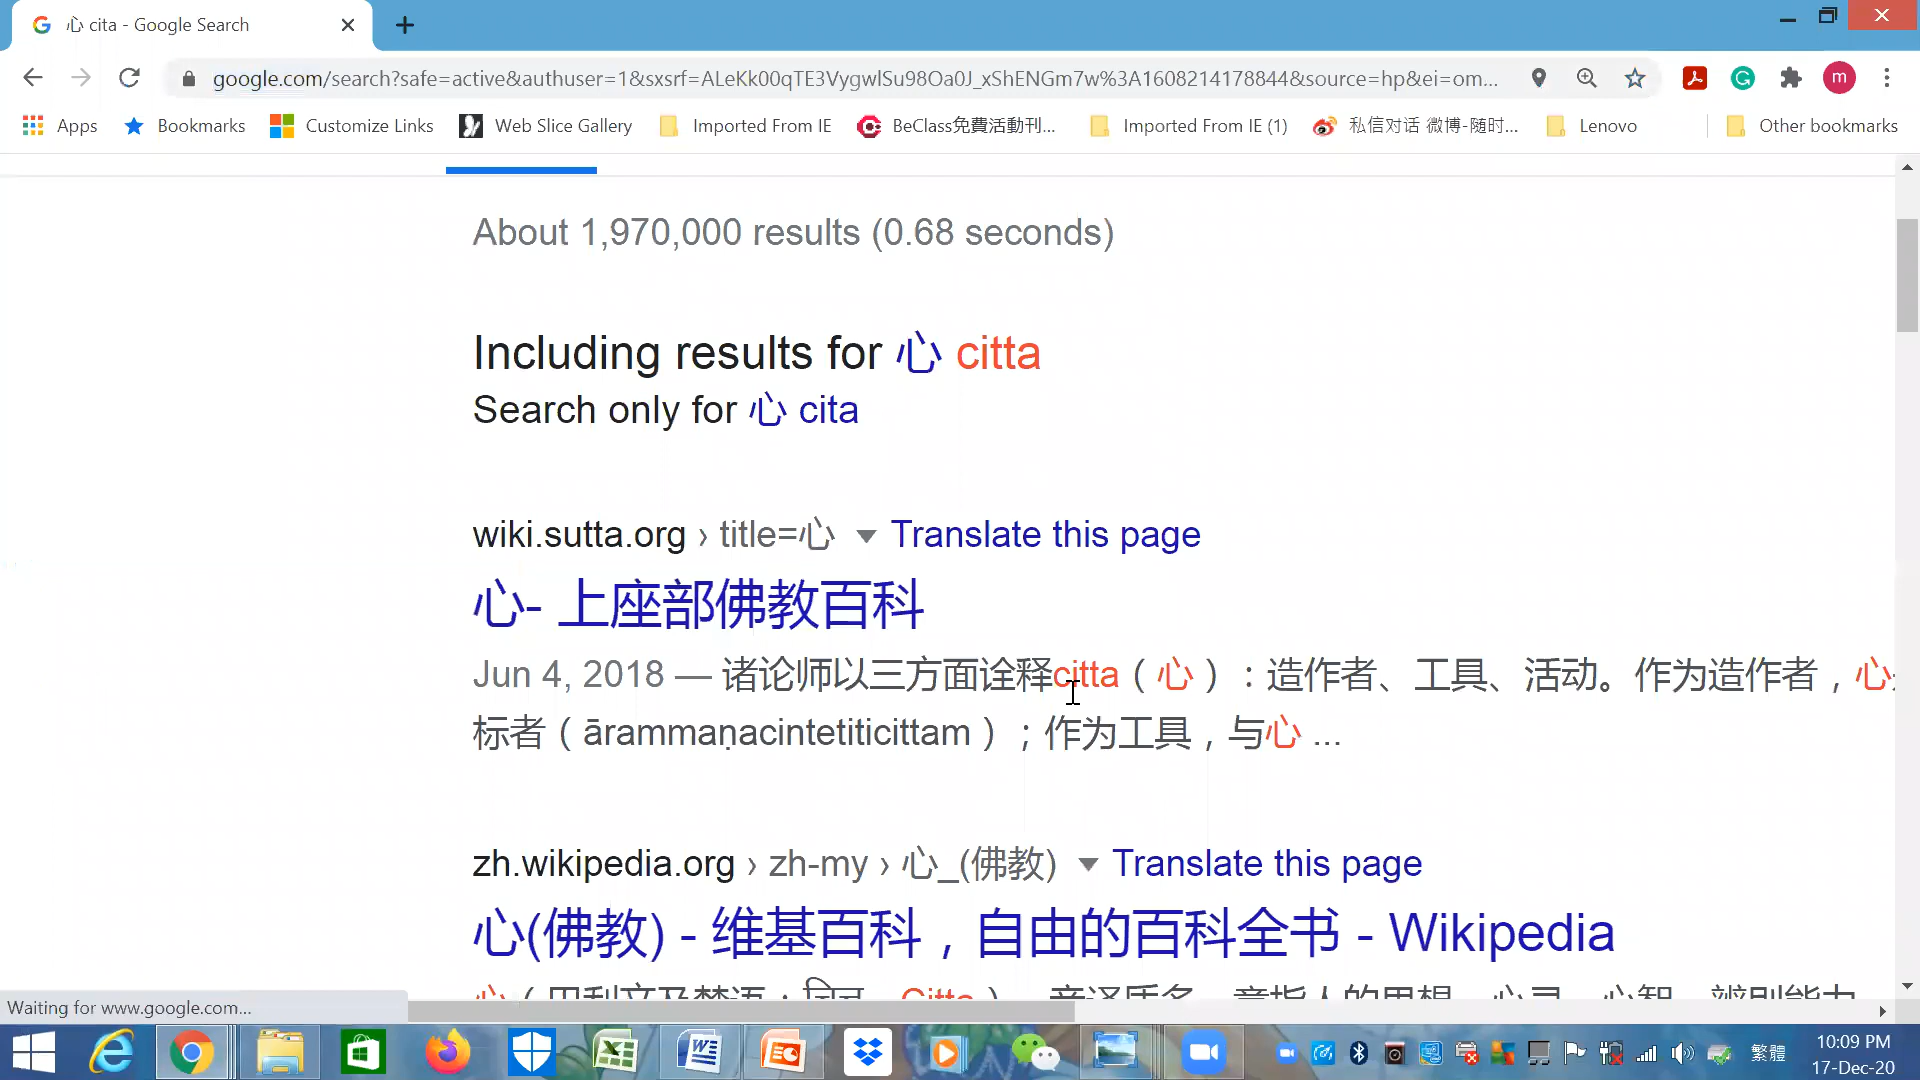 心 cita - Google Search
google.com/search?safe=active&authuser=1&sxsrf=ALeKk00qTE3VygwlSu98Oa0J_xShENGm7w%3A1608214178844&source=hp&ei=om...
m
Apps
Bookmarks
Customize Links
Web Slice Gallery
Imported From IE
BeClass免費活動刊...
Imported From IE (1)
私信对话 微博-随时...
Lenovo
Other bookmarks
About 1,970,000 results (0.68 seconds)
Including results for 心 citta
Search only for 心 cita
wiki.sutta.org › title=心 Translate this page
心- 上座部佛教百科
Jun 4, 2018 — 诸论师以三方面诠释citta（心）：造作者、工具、活动。作为造作者，心
标者（ārammaṇacintetiticittam）；作为工具，与心 ...
zh.wikipedia.org › zh-my › 心_(佛教) Translate this page
心(佛教) - 维基百科，自由的百科全书 - Wikipedia
Waiting for www.google.com...
繁體
10:09 PM
17-Dec-20